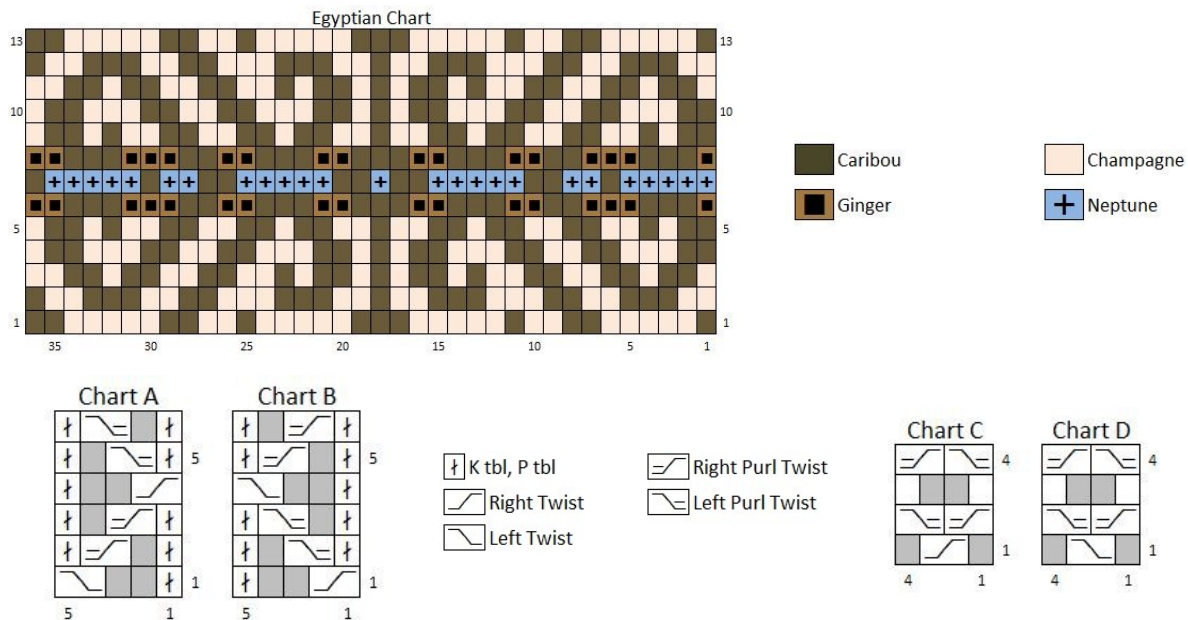 Egyptian Chart
13 13
10 10
5 5
1 1
35 30 25 20 15 10 5 1
Caribou
Champagne
Ginger
Neptune
Chart A
5
1
5 1
Chart B
5
1
5 1
K tbl, P tbl
Right Twist
Left Twist
Right Purl Twist
Left Purl Twist
Chart C
4
1
4 1
Chart D
4
1
4 1